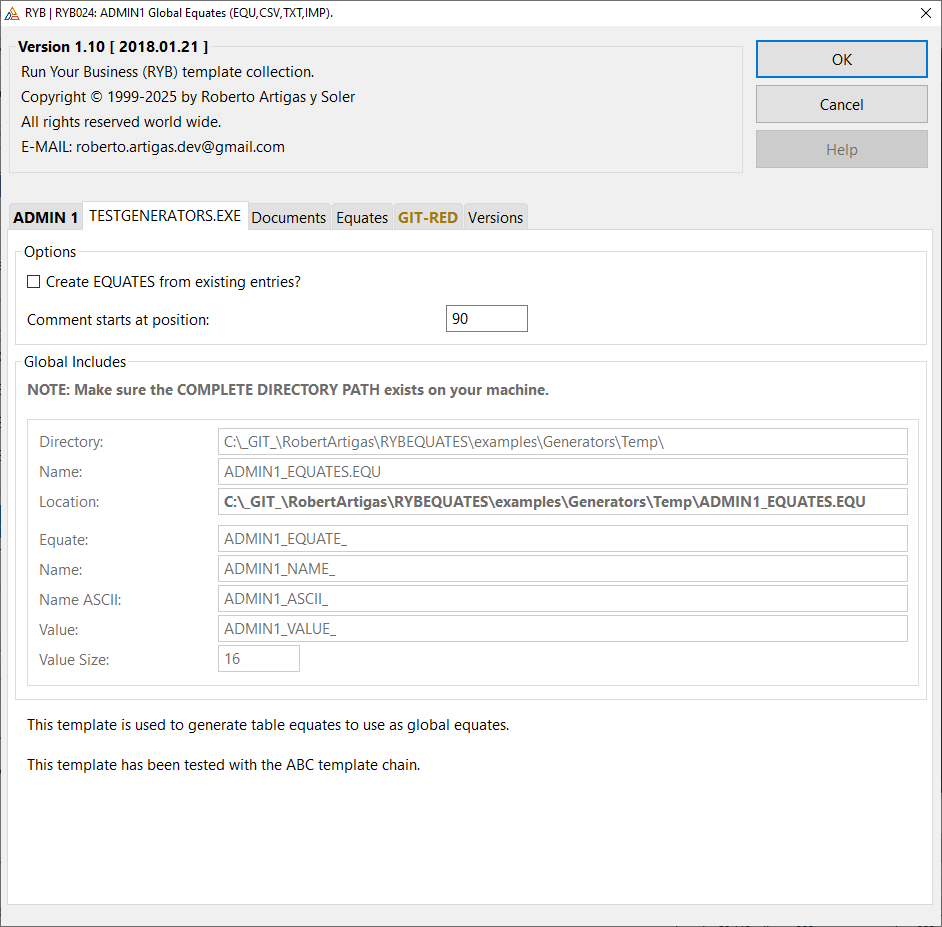 RYB | RYB024: ADMIN1 Global Equates (EQU,CSV,TXT,IMP).
Version 1.10 [ 2018.01.21 ]
Run Your Business (RYB) template collection.
Copyright © 1999-2025 by Roberto Artigas y Soler
All rights reserved world wide.
E-MAIL: roberto.artigas.dev@gmail.com
OK
Cancel
Help
ADMIN 1 TESTGENERATORS.EXE Documents Equates GIT-RED Versions
Options
Create EQUATES from existing entries?
Comment starts at position: 90
Global Includes
NOTE: Make sure the COMPLETE DIRECTORY PATH exists on your machine.
Directory: C:\_GIT_\RobertArtigas\RYBEQUATES\examples\Generators\Temp\
Name: ADMIN1_EQUATES.EQU
Location: C:\_GIT_\RobertArtigas\RYBEQUATES\examples\Generators\Temp\ADMIN1_EQUATES.EQU
Equate: ADMIN1_EQUATE_
Name: ADMIN1_NAME_
Name ASCII: ADMIN1_ASCII_
Value: ADMIN1_VALUE_
Value Size: 16
This template is used to generate table equates to use as global equates.
This template has been tested with the ABC template chain.